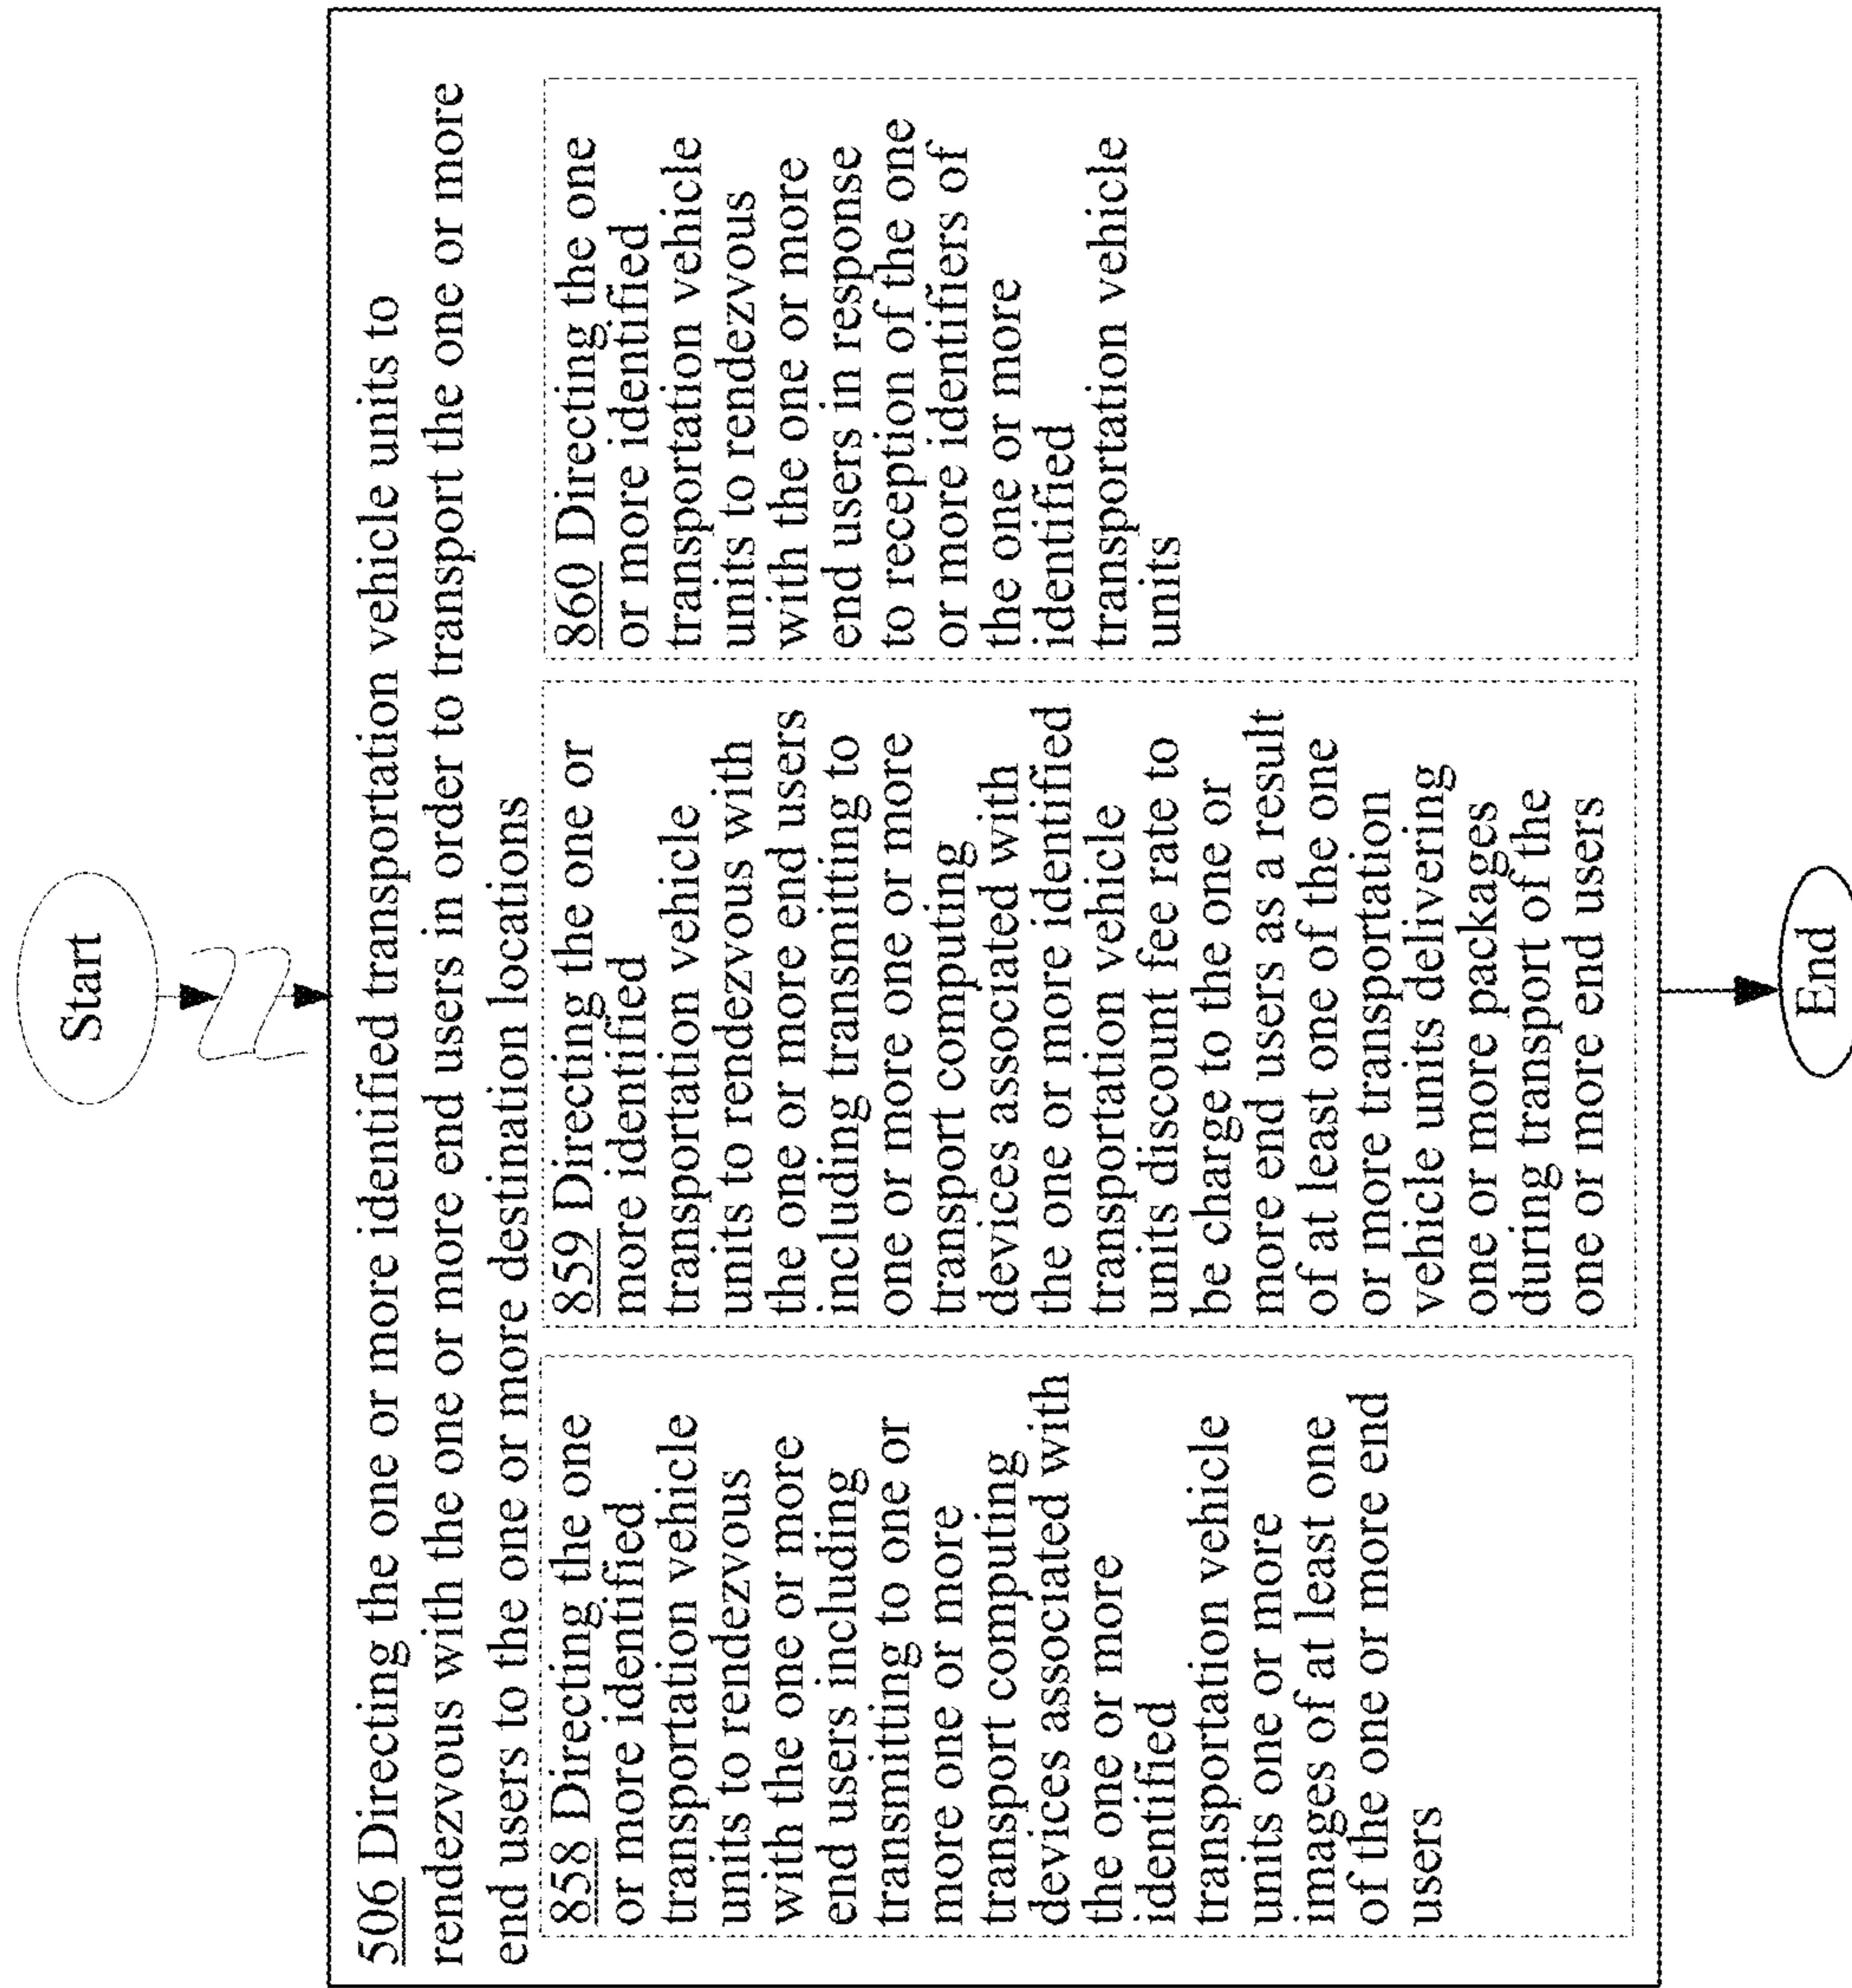 Start
506 Directing the one or more identified transportation vehicle units to
rendezvous with the one or more end users in order to transport the one or more
end users to the one or more destination locations
858 Directing the one
or more identified
transportation vehicle
units to rendezvous
with the one or more
end users including
transmitting to one or
more one or more
transport computing
devices associated with
the one or more
identified
transportation vehicle
units one or more
images of at least one
of the one or more end
users
859 Directing the one or
more identified
transportation vehicle
units to rendezvous with
the one or more end users
including transmitting to
one or more one or more
transport computing
devices associated with
the one or more identified
transportation vehicle
units discount fee rate to
be charge to the one or
more end users as a result
of at least one of the one
or more transportation
vehicle units delivering
one or more packages
during transport of the
one or more end users
860 Directing the one
or more identified
transportation vehicle
units to rendezvous
with the one or more
end users in response
to reception of the one
or more identifiers of
the one or more
identified
transportation vehicle
units
End